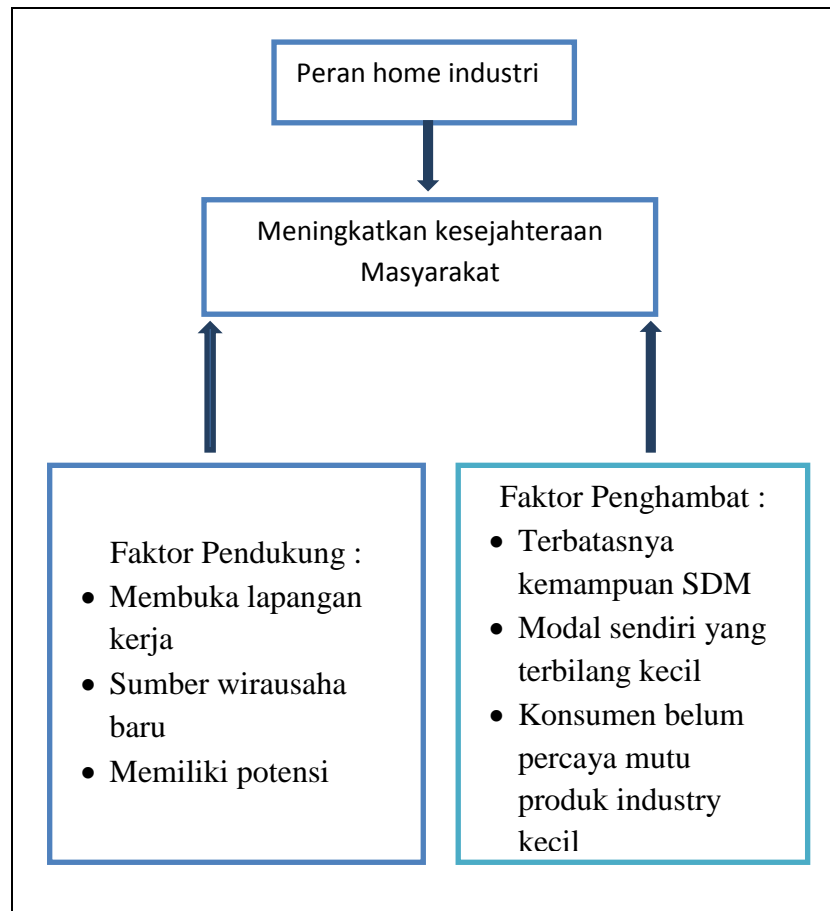 Peran home industri
Meningkatkan kesejahteraan
Masyarakat
Faktor Pendukung :
• Membuka lapangan
kerja
• Sumber wirausaha
baru
• Memiliki potensi
Faktor Penghambat :
• Terbatasnya
kemampuan SDM
• Modal sendiri yang
terbilang kecil
• Konsumen belum
percaya mutu
produk industry
kecil